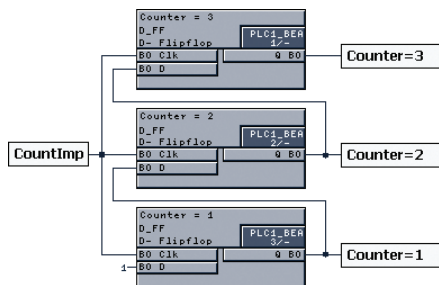 Counter = 3
D_FF
D- Flipflop
PLC1_BEA
1/-
BO Clk
Q BO
BO D
Counter=3
Counter = 2
D_FF
D- Flipflop
PLC1_BEA
2/-
CountImp
BO Clk
Q BO
BO D
Counter=2
Counter = 1
D_FF
D- Flipflop
PLC1_BEA
3/-
BO Clk
Q BO
1
BO D
Counter=1